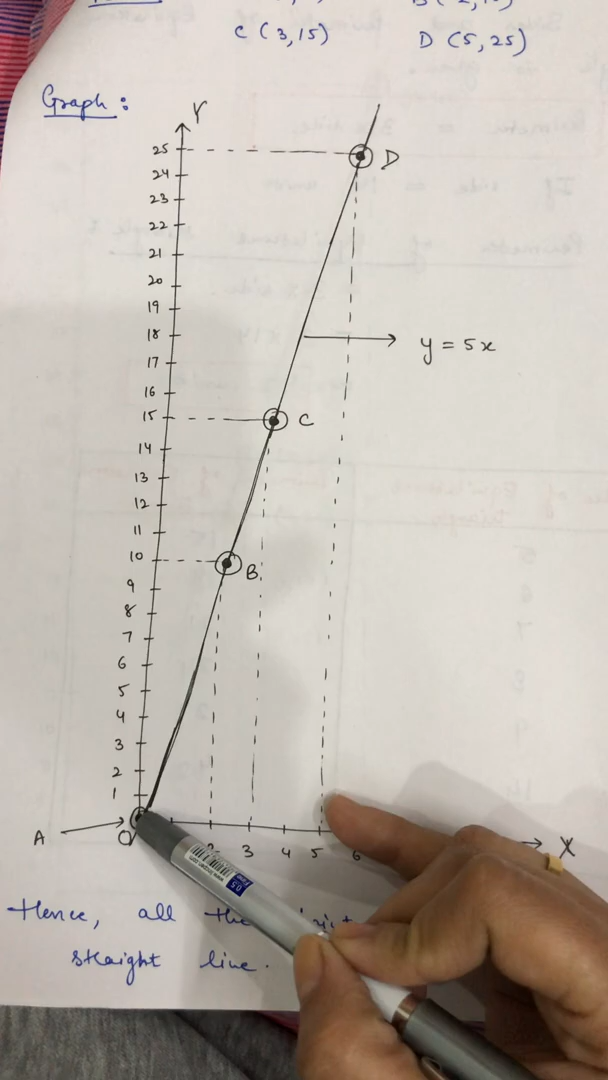 C (3,15) D (5,25)
Graph:
Y
25
24
23
22
21
20
19
18
17
16
15
14
13
12
11
10
9
8
7
6
5
4
3
2
1
D
y = 5x
C
B
A
O
2 3 4 5 6
X
Hence, all the
straight line.